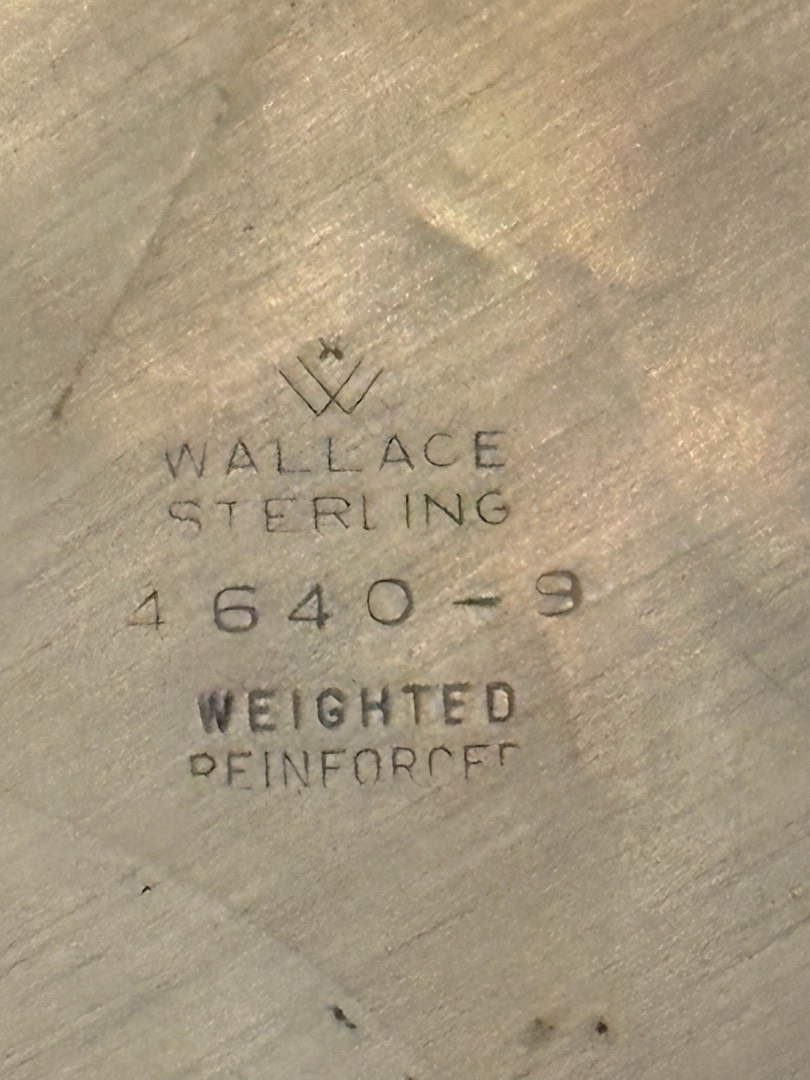 W
WALLACE
STERLING
4640-9
WEIGHTED
REINFORCED